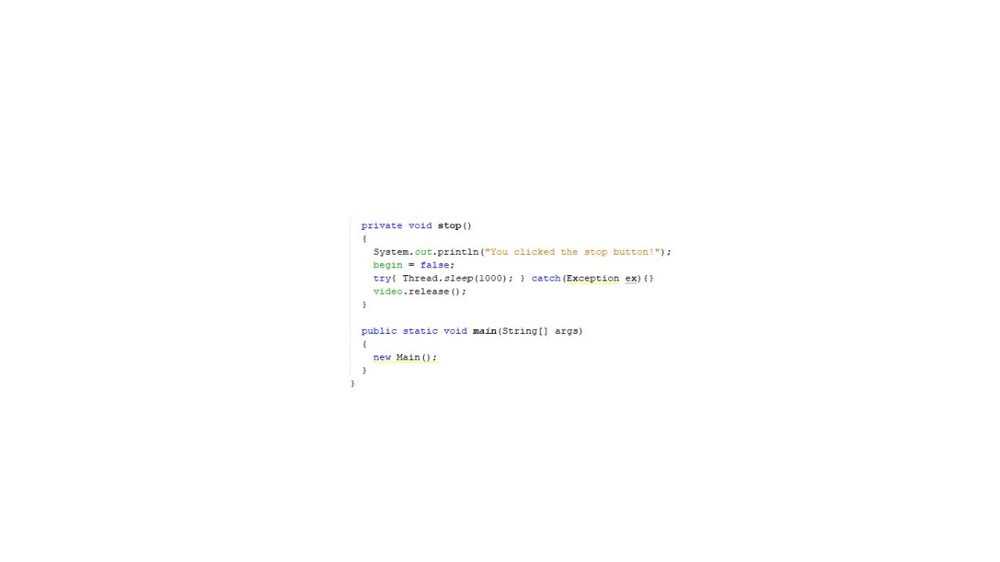 private void stop()
{
System.out.println("You clicked the stop button!");
begin = false;
try{ Thread.sleep(1000); } catch(Exception ex){}
video.release();
}
public static void main(String[] args)
{
new Main();
}
}